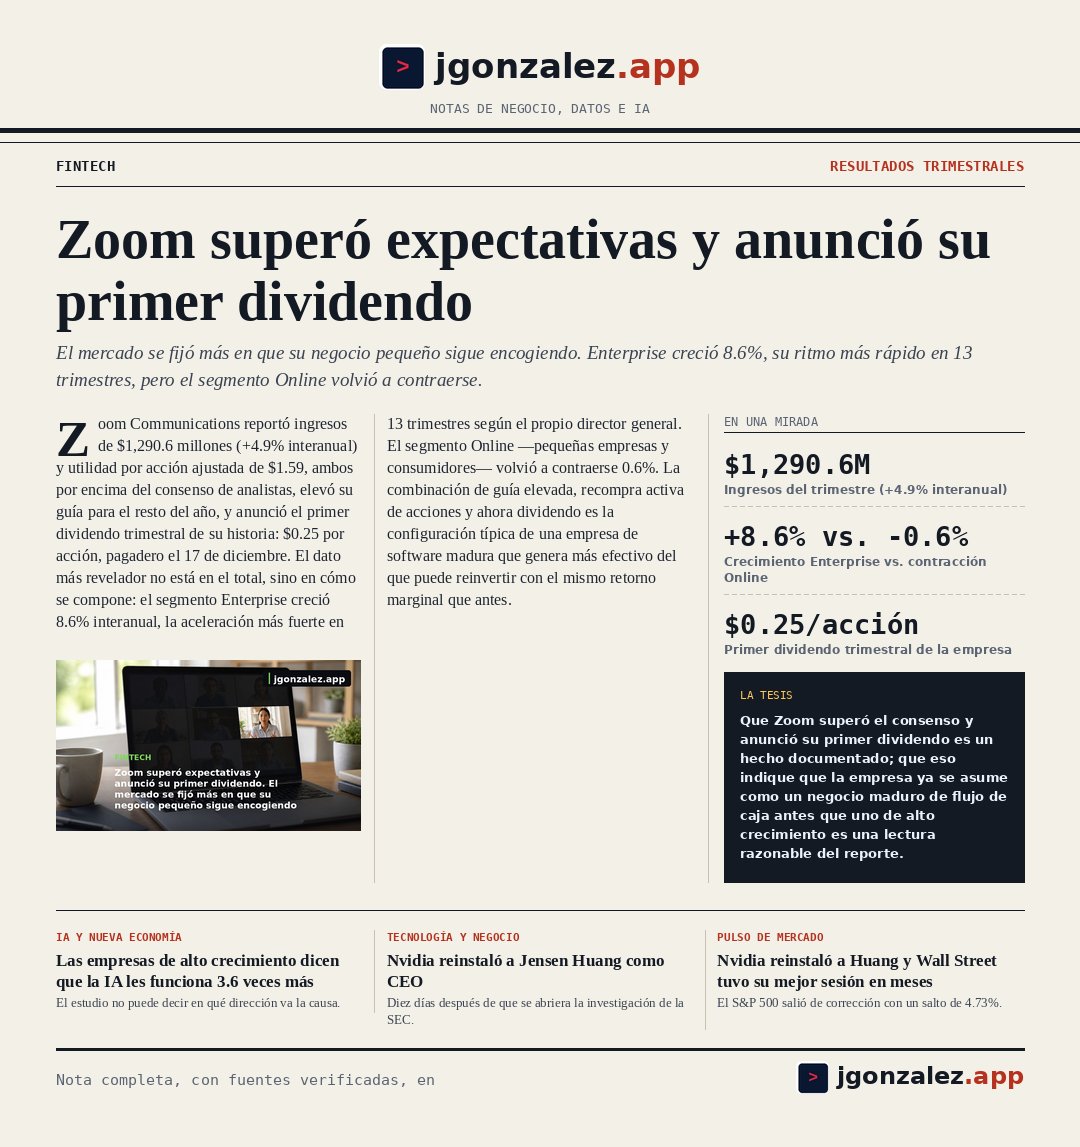 > jgonzalez.app
NOTAS DE NEGOCIO, DATOS E IA
FINTECH
RESULTADOS TRIMESTRALES
Zoom superó expectativas y anunció su
primer dividendo
El mercado se fijó más en que su negocio pequeño sigue encogiendo. Enterprise creció 8.6%, su ritmo más rápido en 13
trimestres, pero el segmento Online volvió a contraerse.
Zoom Communications reportó ingresos
de $1,290.6 millones (+4.9% interanual)
y utilidad por acción ajustada de $1.59, ambos
por encima del consenso de analistas, elevó su
guía para el resto del año, y anunció el primer
dividendo trimestral de su historia: $0.25 por
acción, pagadero el 17 de diciembre. El dato
más revelador no está en el total, sino en cómo
se compone: el segmento Enterprise creció
8.6% interanual, la aceleración más fuerte en
13 trimestres según el propio director general.
El segmento Online —pequeñas empresas y
consumidores— volvió a contraerse 0.6%. La
combinación de guía elevada, recompra activa
de acciones y ahora dividendo es la
configuración típica de una empresa de
software madura que genera más efectivo del
que puede reinvertir con el mismo retorno
marginal que antes.
jgonzalez.app
FINTECH
Zoom superó expectativas y
anunció su primer dividendo. El
mercado se fijó más en que su
negocio pequeño sigue encogiendo
EN UNA MIRADA
$1,290.6M
Ingresos del trimestre (+4.9% interanual)
+8.6% vs. -0.6%
Crecimiento Enterprise vs. contracción
Online
$0.25/acción
Primer dividendo trimestral de la empresa
LA TESIS
Que Zoom superó el consenso y
anunció su primer dividendo es un
hecho documentado; que eso
indique que la empresa ya se asume
como un negocio maduro de flujo de
caja antes que uno de alto
crecimiento es una lectura
razonable del reporte.
IA Y NUEVA ECONOMÍA
Las empresas de alto crecimiento dicen
que la IA les funciona 3.6 veces más
El estudio no puede decir en qué dirección va la causa.
TECNOLOGÍA Y NEGOCIO
Nvidia reinstaló a Jensen Huang como
CEO
Diez días después de que se abriera la investigación de la
SEC.
PULSO DE MERCADO
Nvidia reinstaló a Huang y Wall Street
tuvo su mejor sesión en meses
El S&P 500 salió de corrección con un salto de 4.73%.
Nota completa, con fuentes verificadas, en
> jgonzalez.app